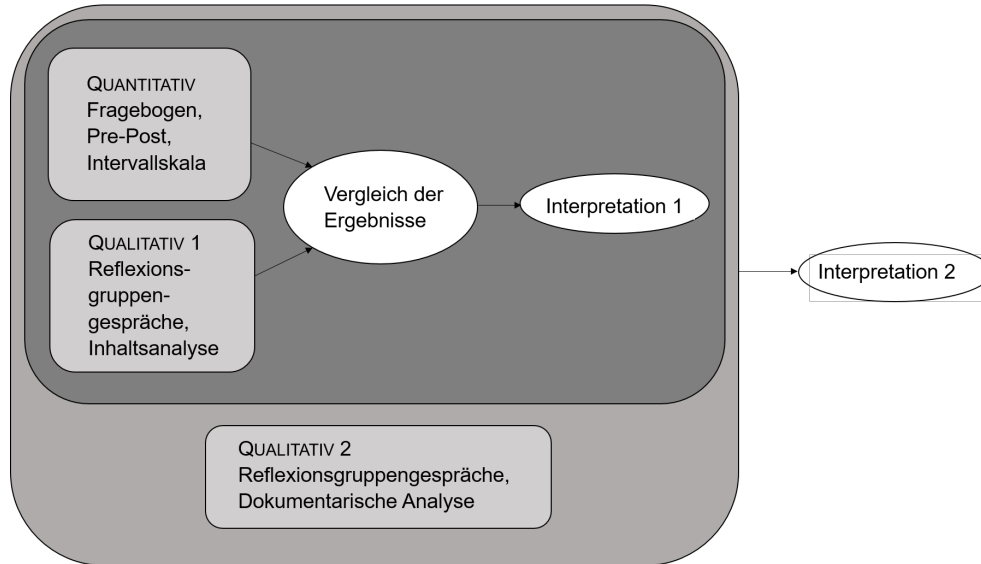 QUANTITATIV
Fragebogen,
Pre-Post,
Intervallskala
QUALITATIV 1
Reflexions-
gruppen-
gespräche,
Inhaltsanalyse
Vergleich der
Ergebnisse
Interpretation 1
Interpretation 2
QUALITATIV 2
Reflexionsgruppengespräche,
Dokumentarische Analyse